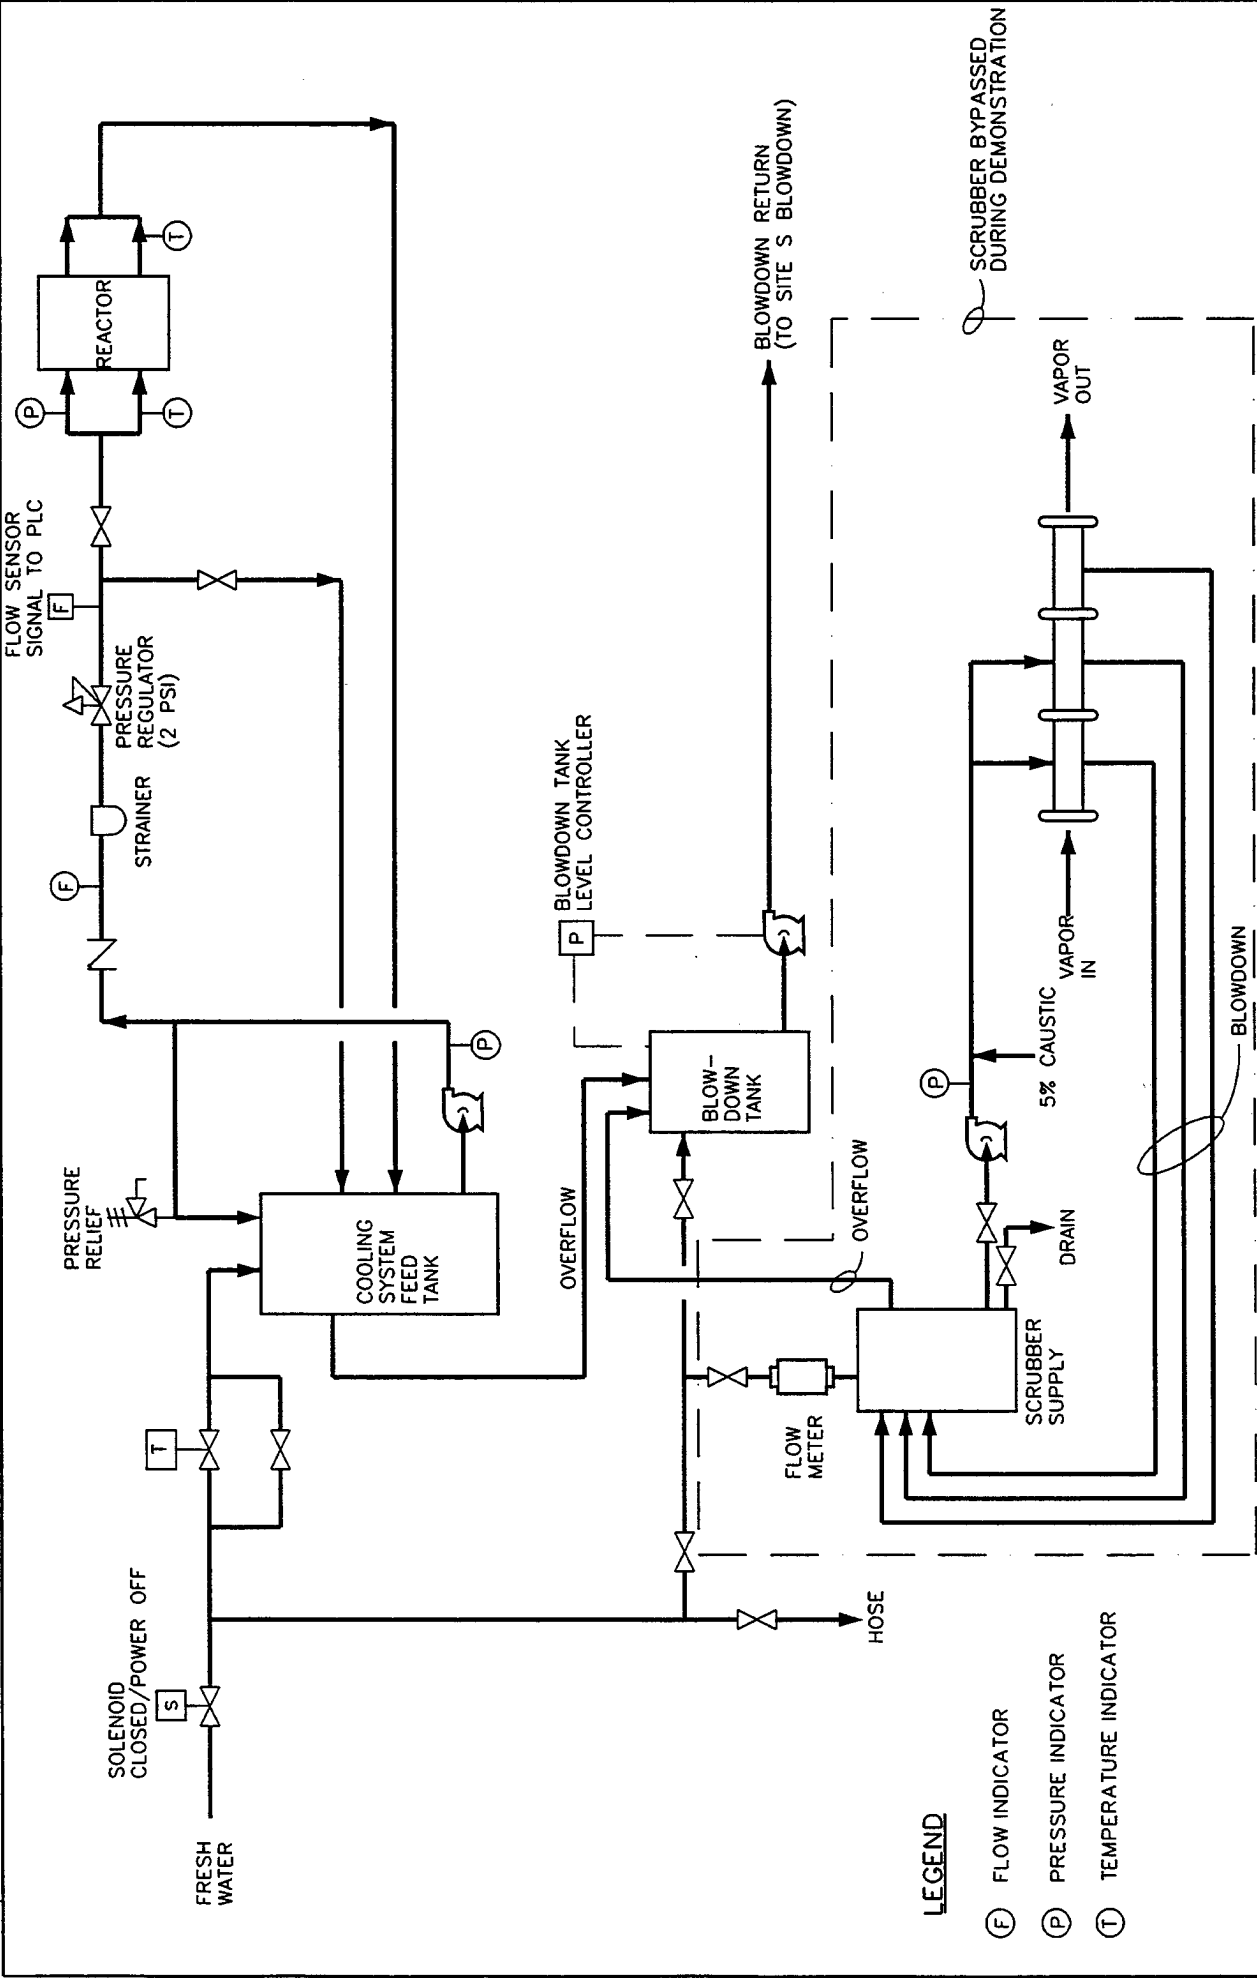 FLOW SENSOR
SIGNAL TO PLC
F
P
T
REACTOR
T
PRESSURE
REGULATOR
(2 PSI)
STRAINER
F
P
PRESSURE
RELIEF
COOLING
SYSTEM
FEED
TANK
T
SOLENOID
CLOSED/POWER OFF
S
FRESH
WATER
OVERFLOW
BLOWDOWN TANK
LEVEL CONTROLLER
P
BLOW-
DOWN
TANK
BLOWDOWN RETURN
(TO SITE S BLOWDOWN)
SCRUBBER BYPASSED
DURING DEMONSTRATION
OVERFLOW
FLOW
METER
HOSE
SCRUBBER
SUPPLY
DRAIN
P
5% CAUSTIC
VAPOR
IN
VAPOR
OUT
BLOWDOWN
LEGEND
F FLOW INDICATOR
P PRESSURE INDICATOR
T TEMPERATURE INDICATOR